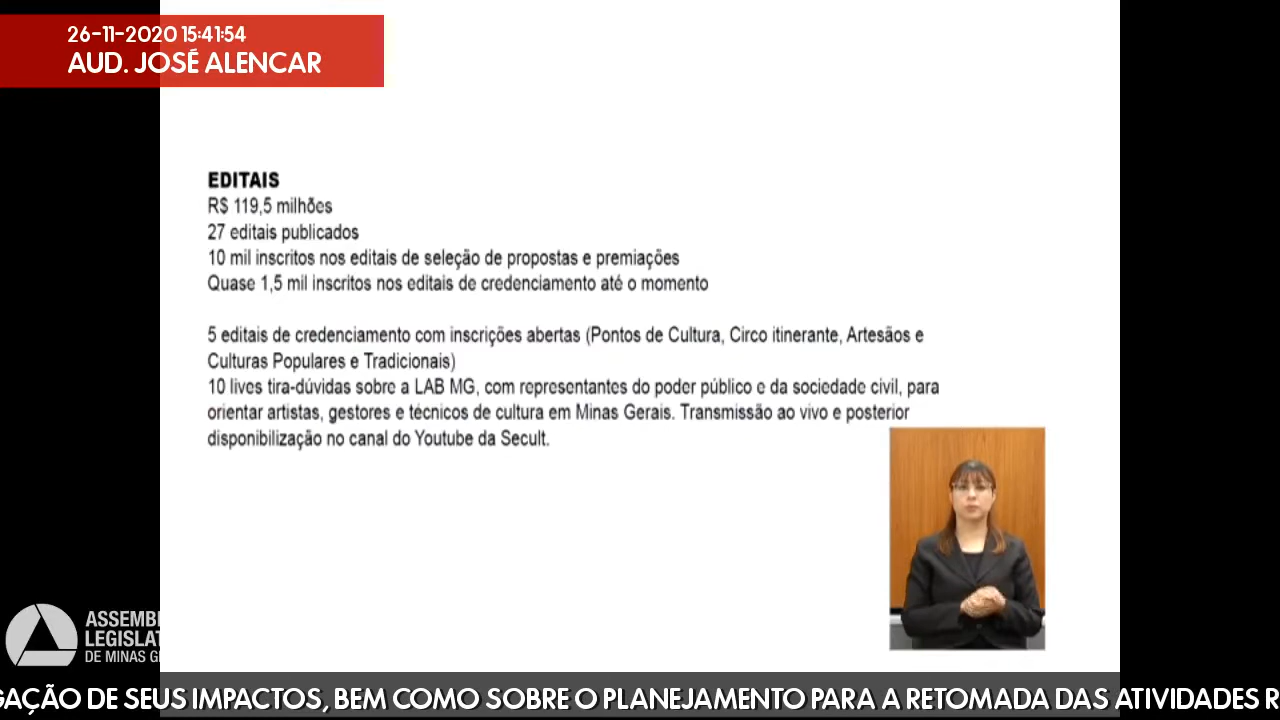 26-11-2020 15:41:54
AUD. JOSÉ ALENCAR
EDITAIS
R$ 119,5 milhões
27 editais publicados
10 mil inscritos nos editais de seleção de propostas e premiações
Quase 1,5 mil inscritos nos editais de credenciamento até o momento
5 editais de credenciamento com inscrições abertas (Pontos de Cultura, Circo itinerante, Artesãos e
Culturas Populares e Tradicionais)
10 lives tira-dúvidas sobre a LAB MG, com representantes do poder público e da sociedade civil, para
orientar artistas, gestores e técnicos de cultura em Minas Gerais. Transmissão ao vivo e posterior
disponibilização no canal do Youtube da Secult.
ASSEMB
LEGISLAT
DE MINAS G
GAÇÃO DE SEUS IMPACTOS, BEM COMO SOBRE O PLANEJAMENTO PARA A RETOMADA DAS ATIVIDADES R